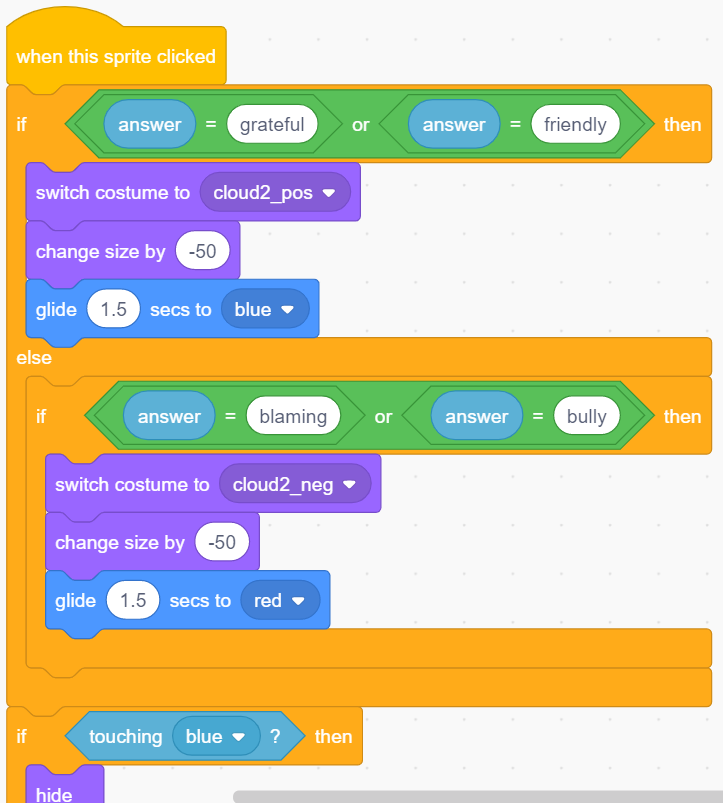 when this sprite clicked
if answer = grateful or answer = friendly then
switch costume to cloud2_pos
change size by -50
glide 1.5 secs to blue
else
if answer = blaming or answer = bully then
switch costume to cloud2_neg
change size by -50
glide 1.5 secs to red
if touching blue ? then
hide